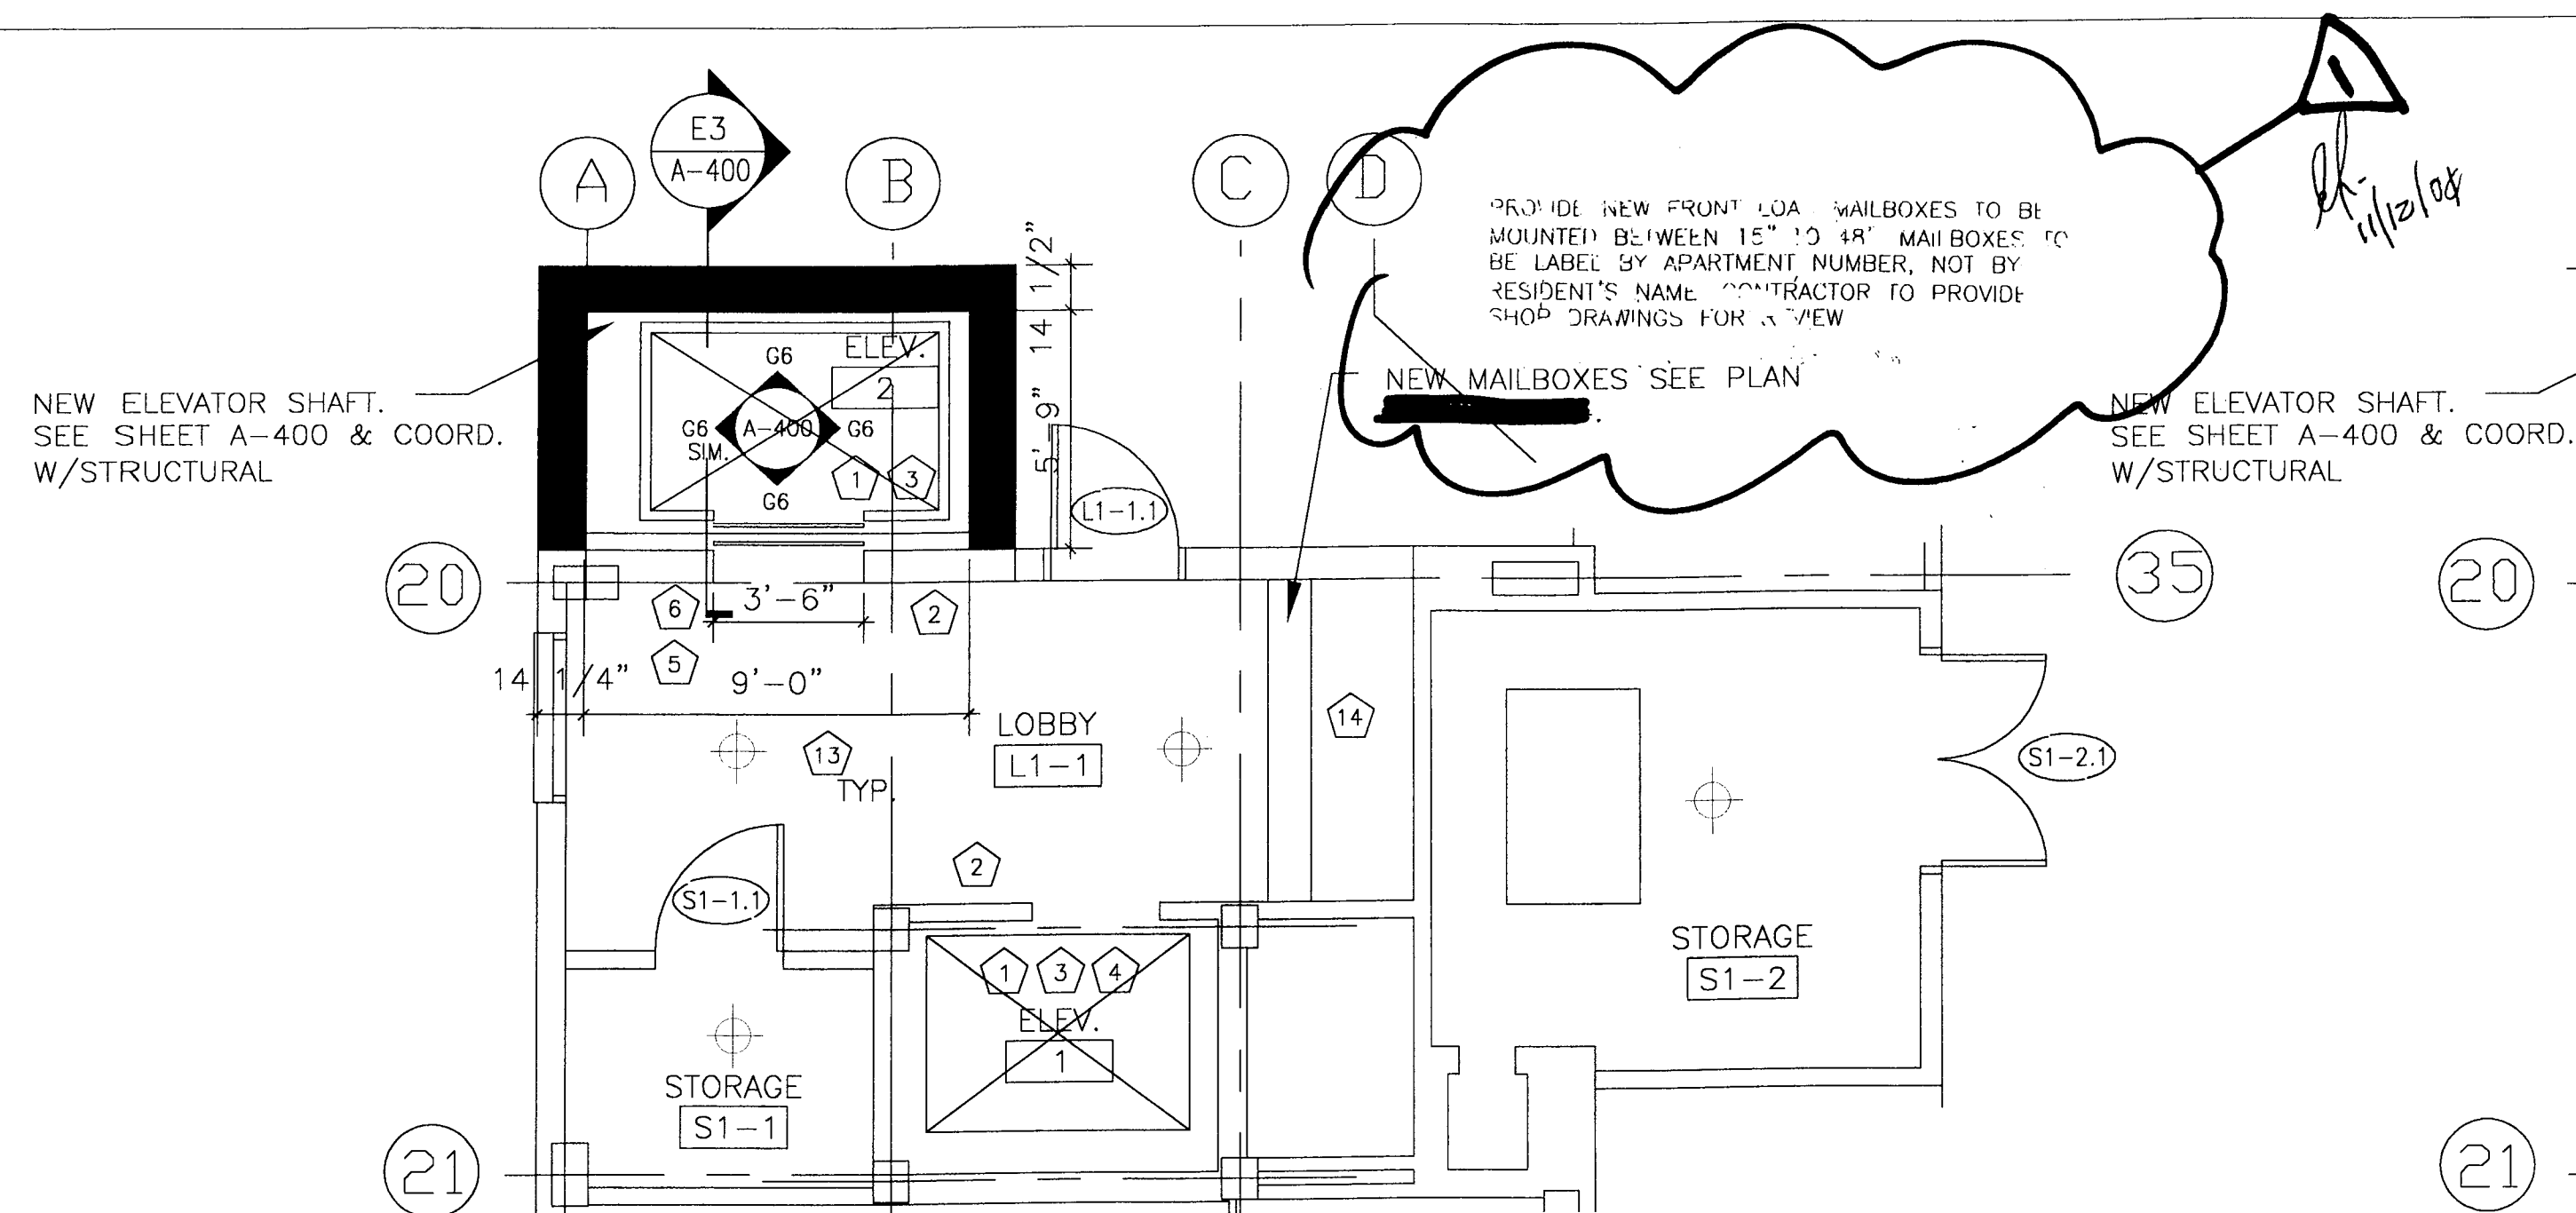 1
11/12/04
E3
A-400
A
B
C
D
PROVIDE NEW FRONT LOA MAILBOXES TO BE
MOUNTED BETWEEN 15" TO 48" MAILBOXES TO
BE LABEL BY APARTMENT NUMBER, NOT BY
RESIDENT'S NAME CONTRACTOR TO PROVIDE
SHOP DRAWINGS FOR REVIEW
NEW MAILBOXES SEE PLAN
14 1/2"
5'-9"
ELEV.
2
G6
G6
A-400
G6
SIM.
G6
1
3
NEW ELEVATOR SHAFT.
SEE SHEET A-400 & COORD.
W/STRUCTURAL
NEW ELEVATOR SHAFT.
SEE SHEET A-400 & COORD.
W/STRUCTURAL
L1-1.1
20
35
20
6
3'-6"
2
5
14 1/4"
9'-0"
LOBBY
L1-1
14
13
TYP.
S1-2.1
2
S1-1.1
1
3
4
ELEV.
1
STORAGE
S1-2
STORAGE
S1-1
21
21